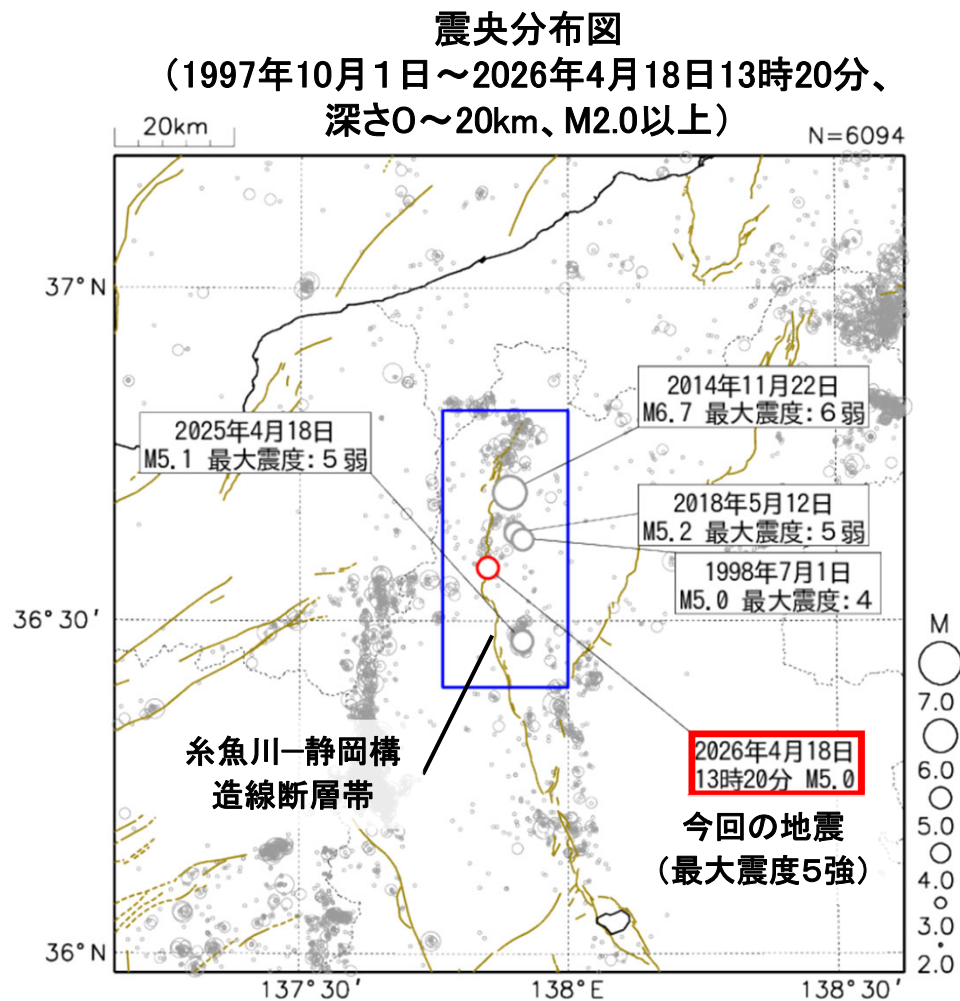 震央分布図
（1997年10月１日～2026年4月18日13時20分、
深さ0～20km、M2.0以上）
20km
N=6094
37°N
2014年11月22日
M6.7 最大震度:６弱
2025年4月18日
M5.1 最大震度:５弱
2018年5月12日
M5.2 最大震度:５弱
1998年7月1日
M5.0 最大震度:４
36°30′
M
7.0
6.0
5.0
4.0
3.0
2.0
2026年4月18日
13時20分 M5.0
糸魚川－静岡構
造線断層帯
今回の地震
（最大震度５強）
36°N
137°30′
138°E
138°30′